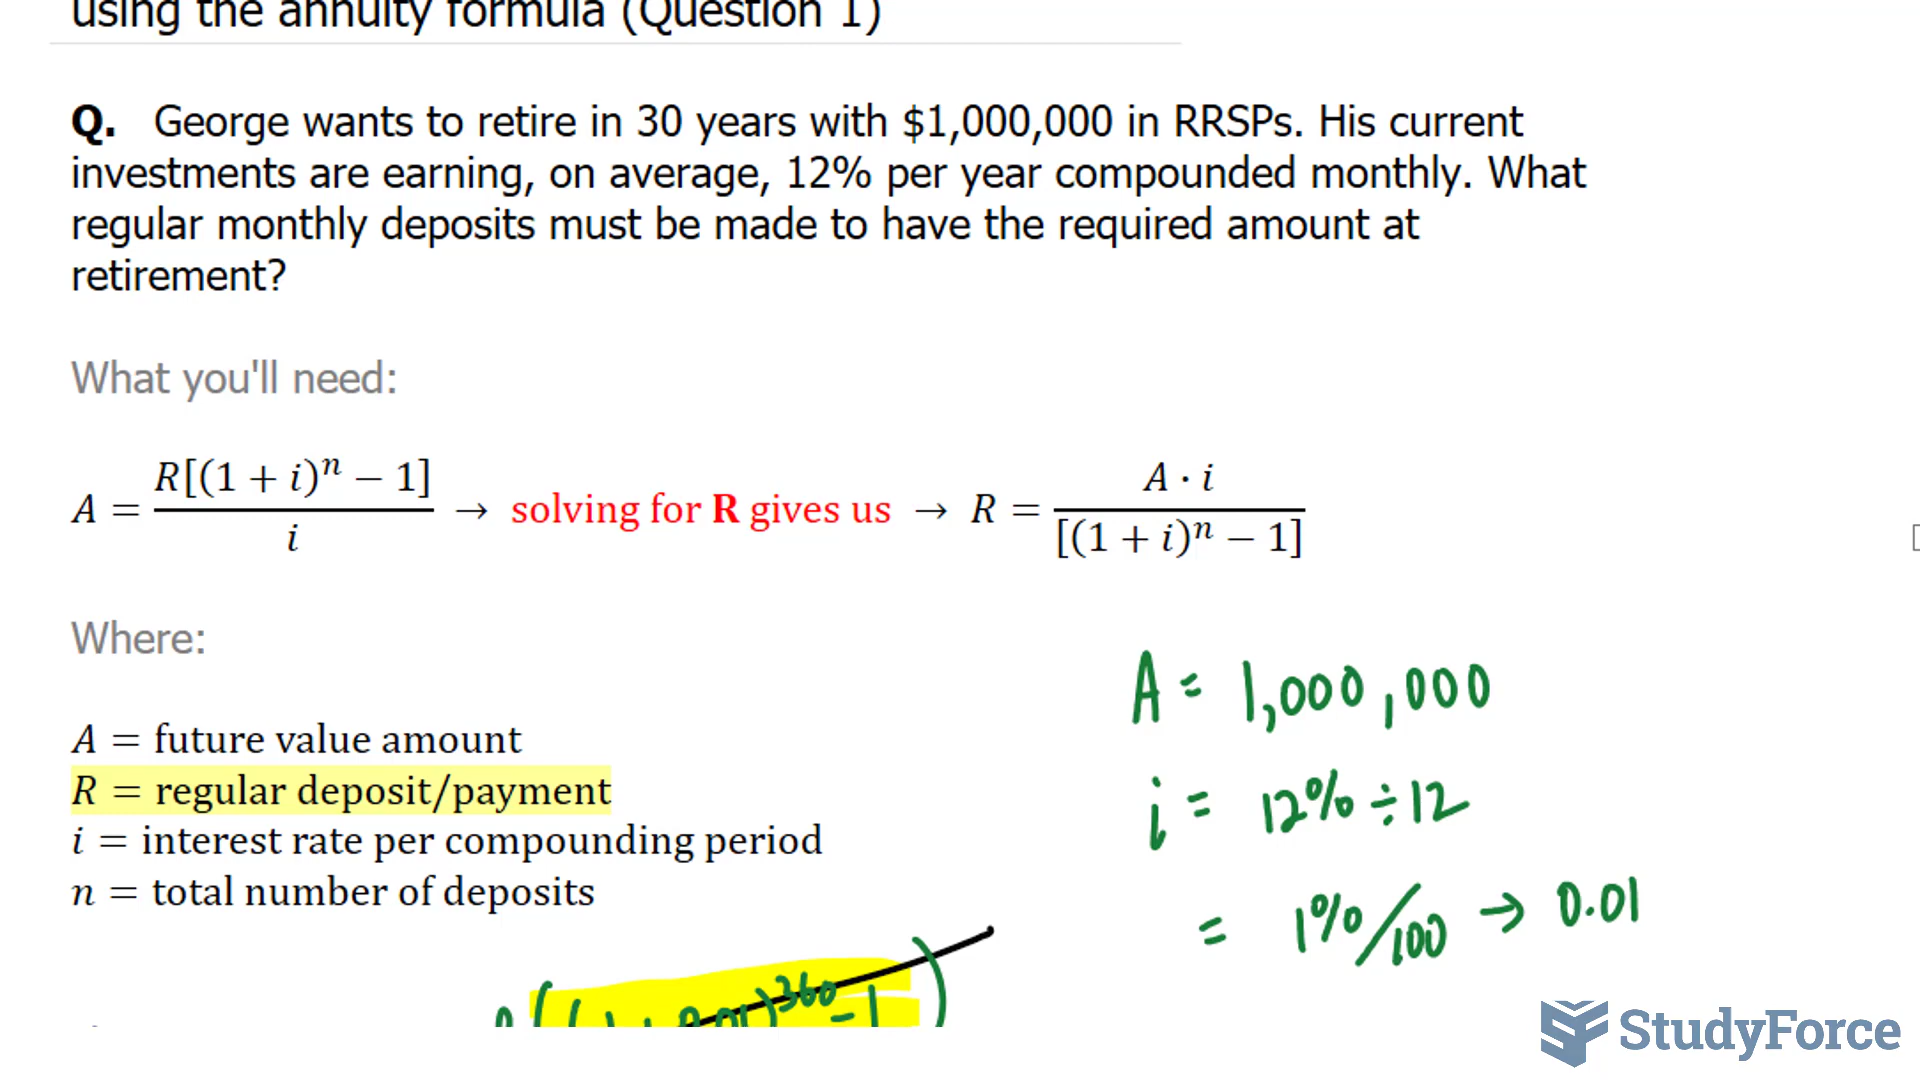 using the annuity formula (Question 1)
Q. George wants to retire in 30 years with $1,000,000 in RRSPs. His current
investments are earning, on average, 12% per year compounded monthly. What
regular monthly deposits must be made to have the required amount at
retirement?
What you'll need:
A = R[(1 + i)^n − 1] / i → solving for R gives us → R = A · i / [(1 + i)^n − 1]
Where:
A = future value amount
R = regular deposit/payment
i = interest rate per compounding period
n = total number of deposits
A = 1,000,000
i = 12% ÷ 12
= 1%/100 → 0.01
)^360 − 1)
StudyForce